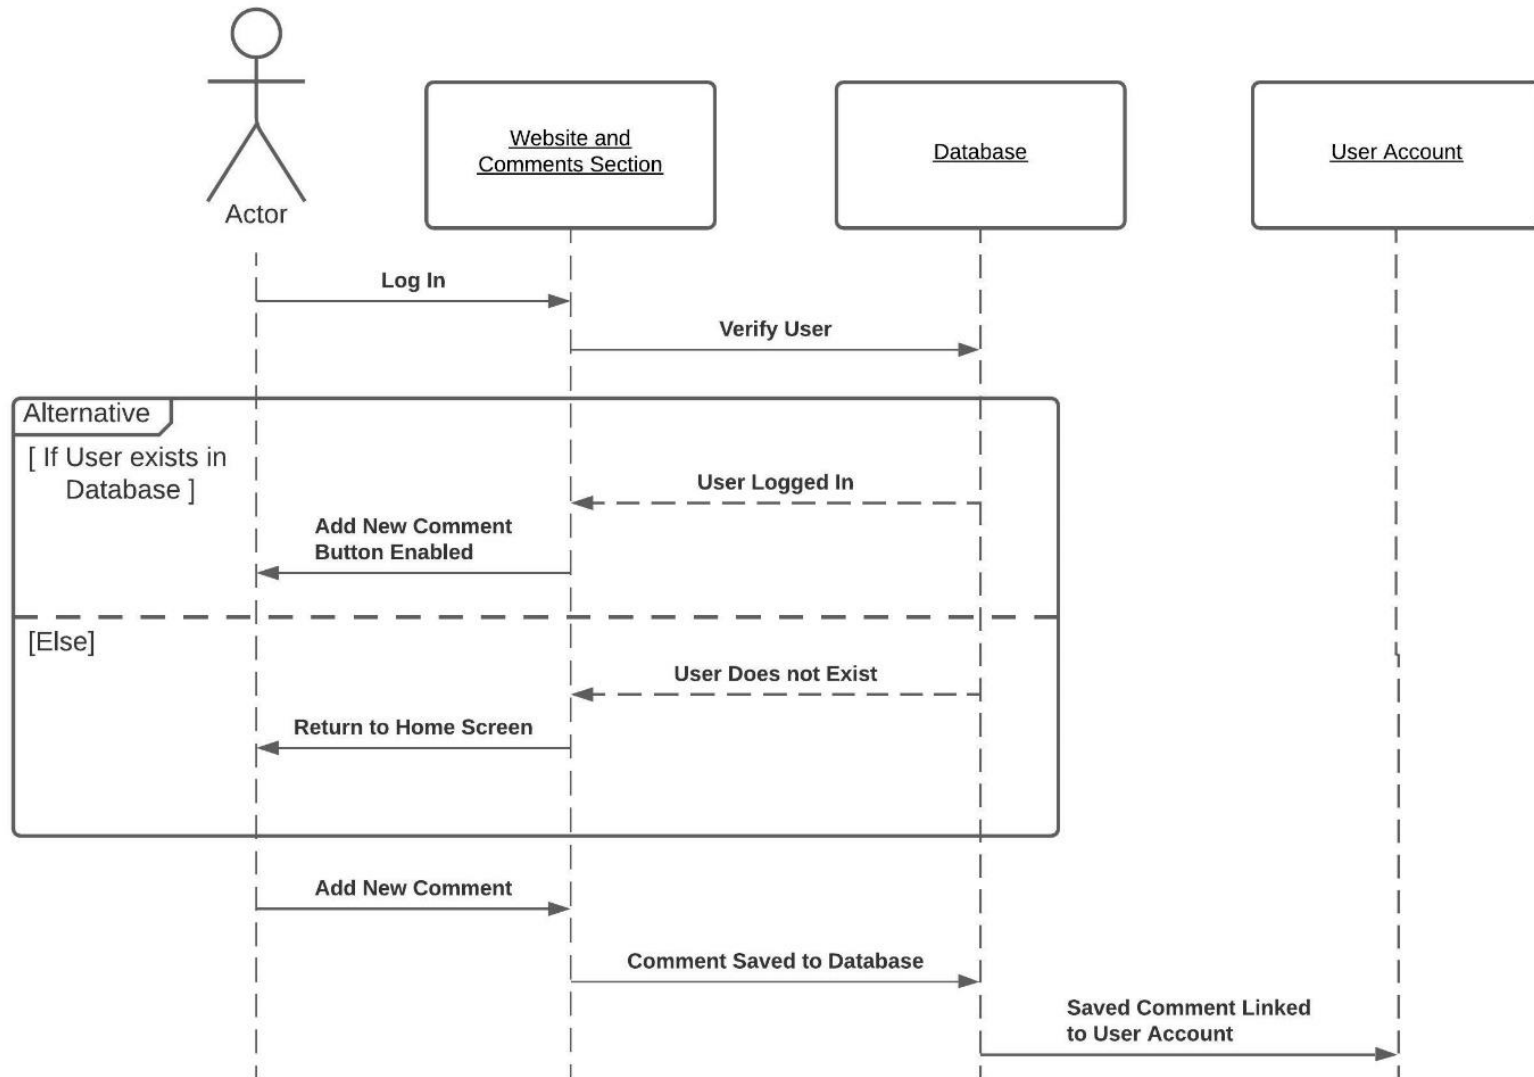 Actor
Website and
Comments Section
Database
User Account
Log In
Verify User
Alternative
[ If User exists in
Database ]
User Logged In
Add New Comment
Button Enabled
[Else]
User Does not Exist
Return to Home Screen
Add New Comment
Comment Saved to Database
Saved Comment Linked
to User Account